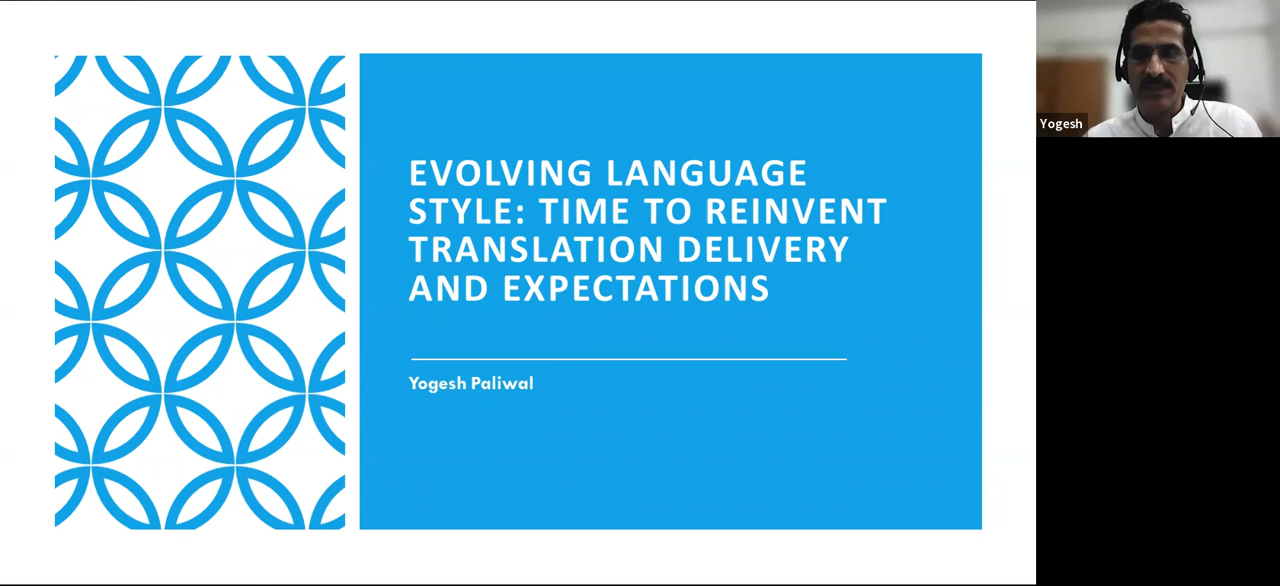 EVOLVING LANGUAGE
STYLE: TIME TO REINVENT
TRANSLATION DELIVERY
AND EXPECTATIONS
Yogesh Paliwal
Yogesh